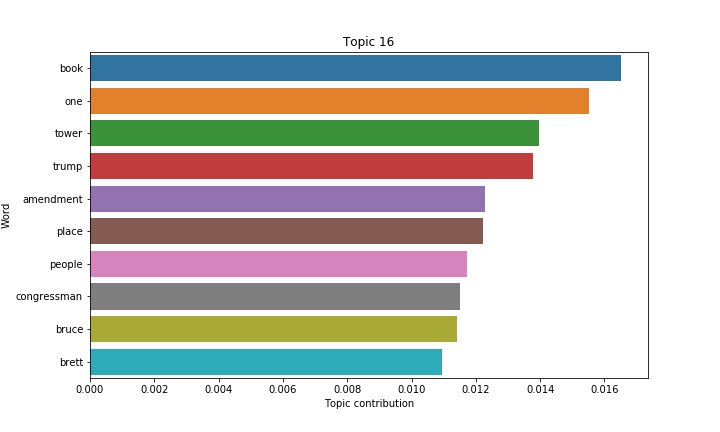 Topic 16
Word
book
one
tower
trump
amendment
place
people
congressman
bruce
brett
0.000 0.002 0.004 0.006 0.008 0.010 0.012 0.014 0.016
Topic contribution